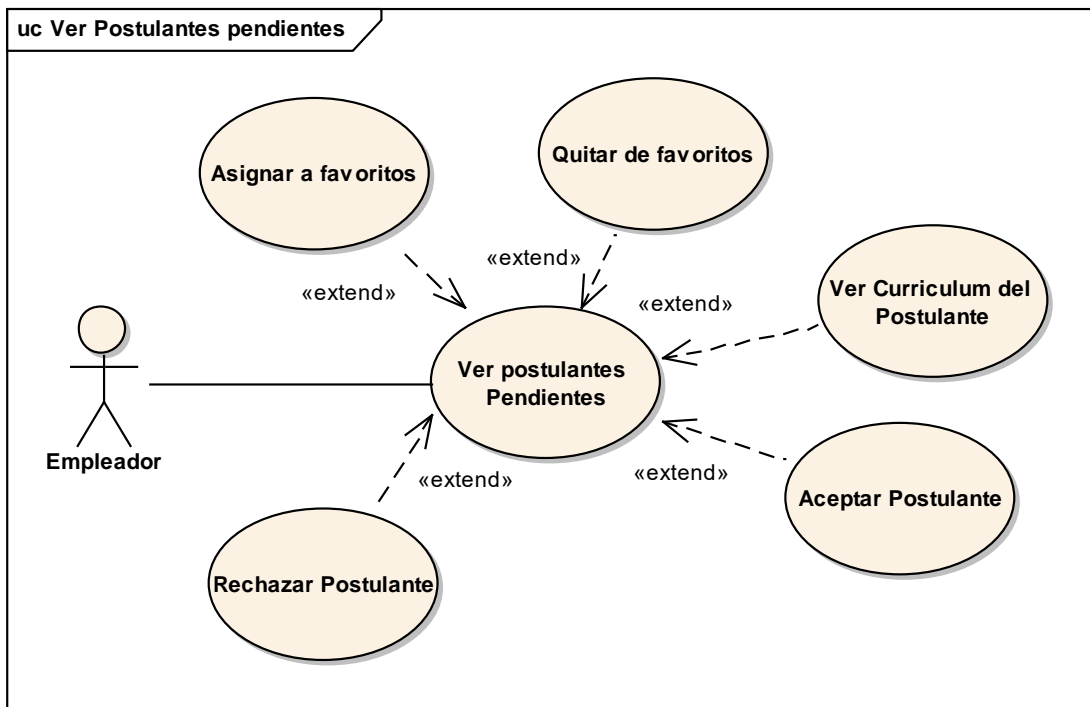 uc Ver Postulantes pendientes
Asignar a favoritos
Quitar de favoritos
«extend»
«extend»
«extend»
Ver Curriculum del
Postulante
Ver postulantes
Pendientes
Empleador
«extend»
«extend»
Aceptar Postulante
Rechazar Postulante